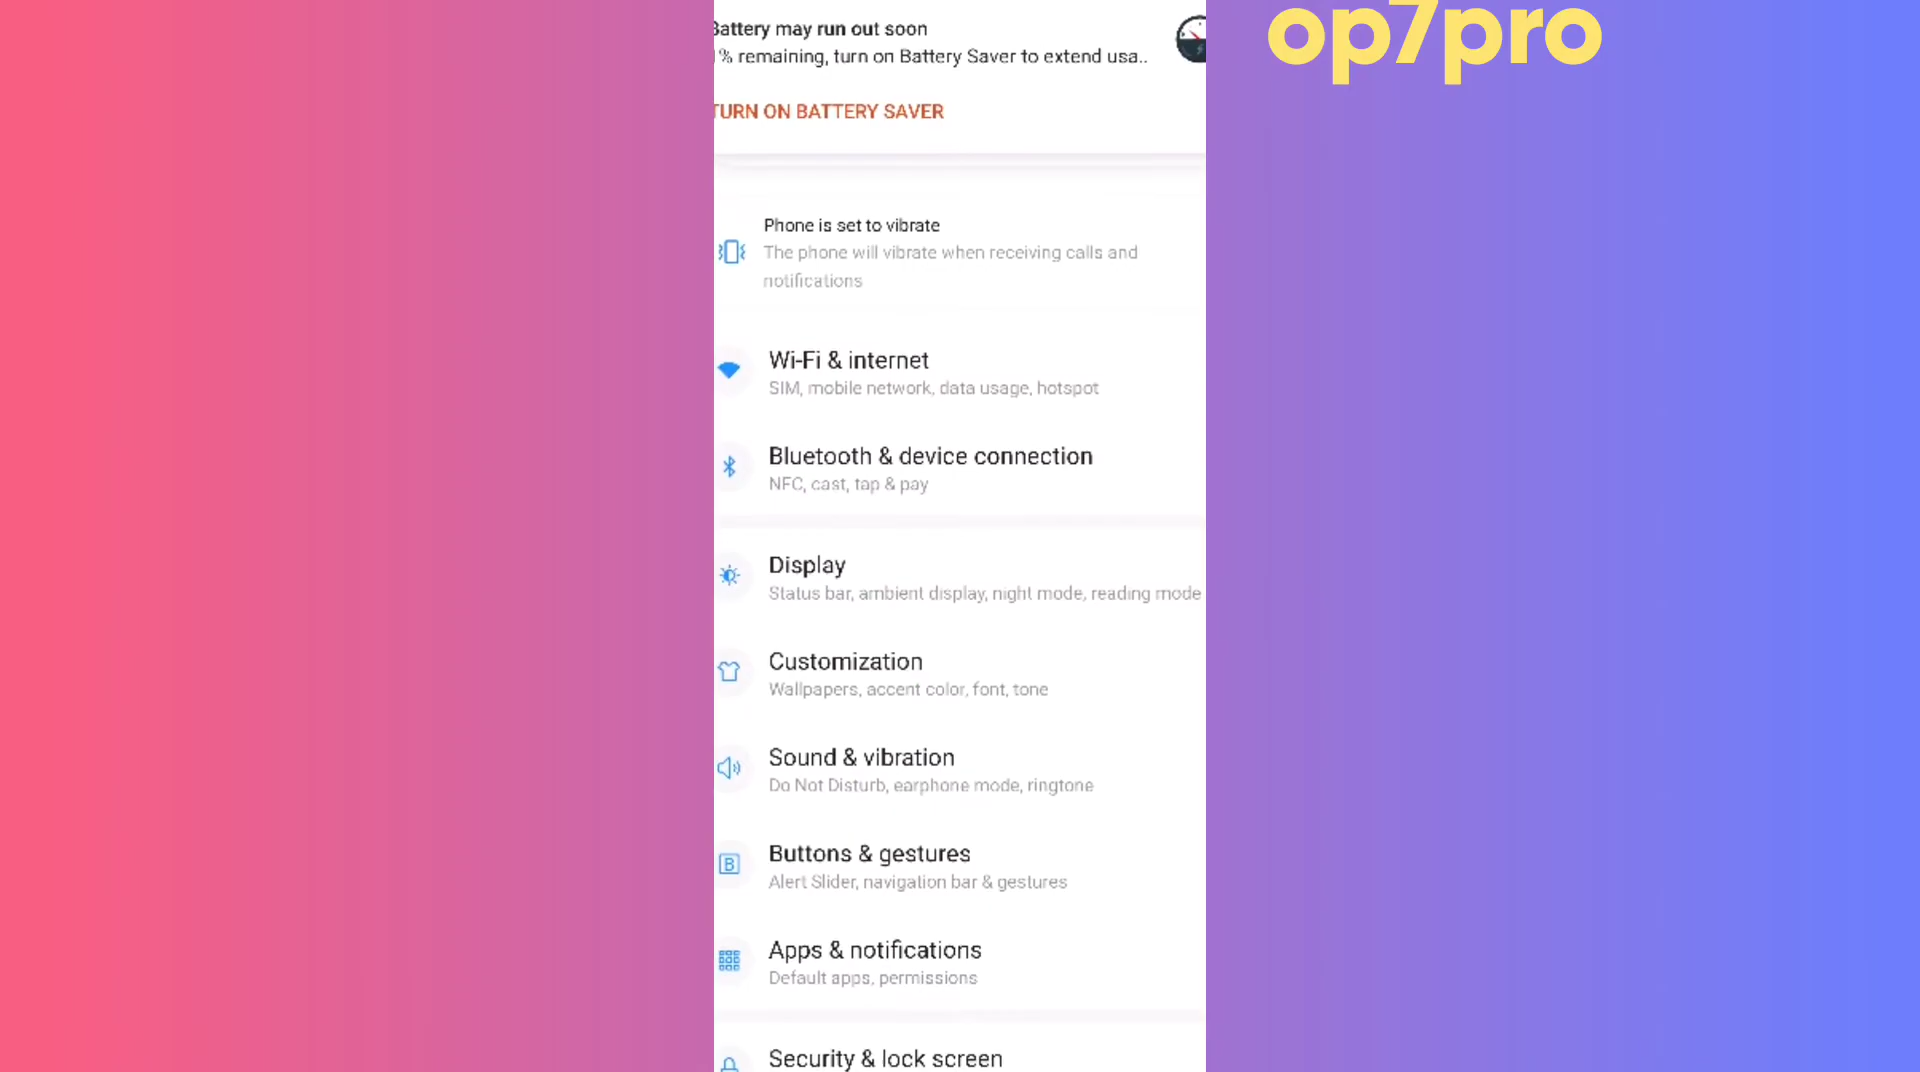 op7pro
Battery may run out soon
% remaining, turn on Battery Saver to extend usa..
TURN ON BATTERY SAVER
Phone is set to vibrate
The phone will vibrate when receiving calls and
notifications
Wi-Fi & internet
SIM, mobile network, data usage, hotspot
Bluetooth & device connection
NFC, cast, tap & pay
Display
Status bar, ambient display, night mode, reading mode
Customization
Wallpapers, accent color, font, tone
Sound & vibration
Do Not Disturb, earphone mode, ringtone
Buttons & gestures
Alert Slider, navigation bar & gestures
Apps & notifications
Default apps, permissions
Security & lock screen